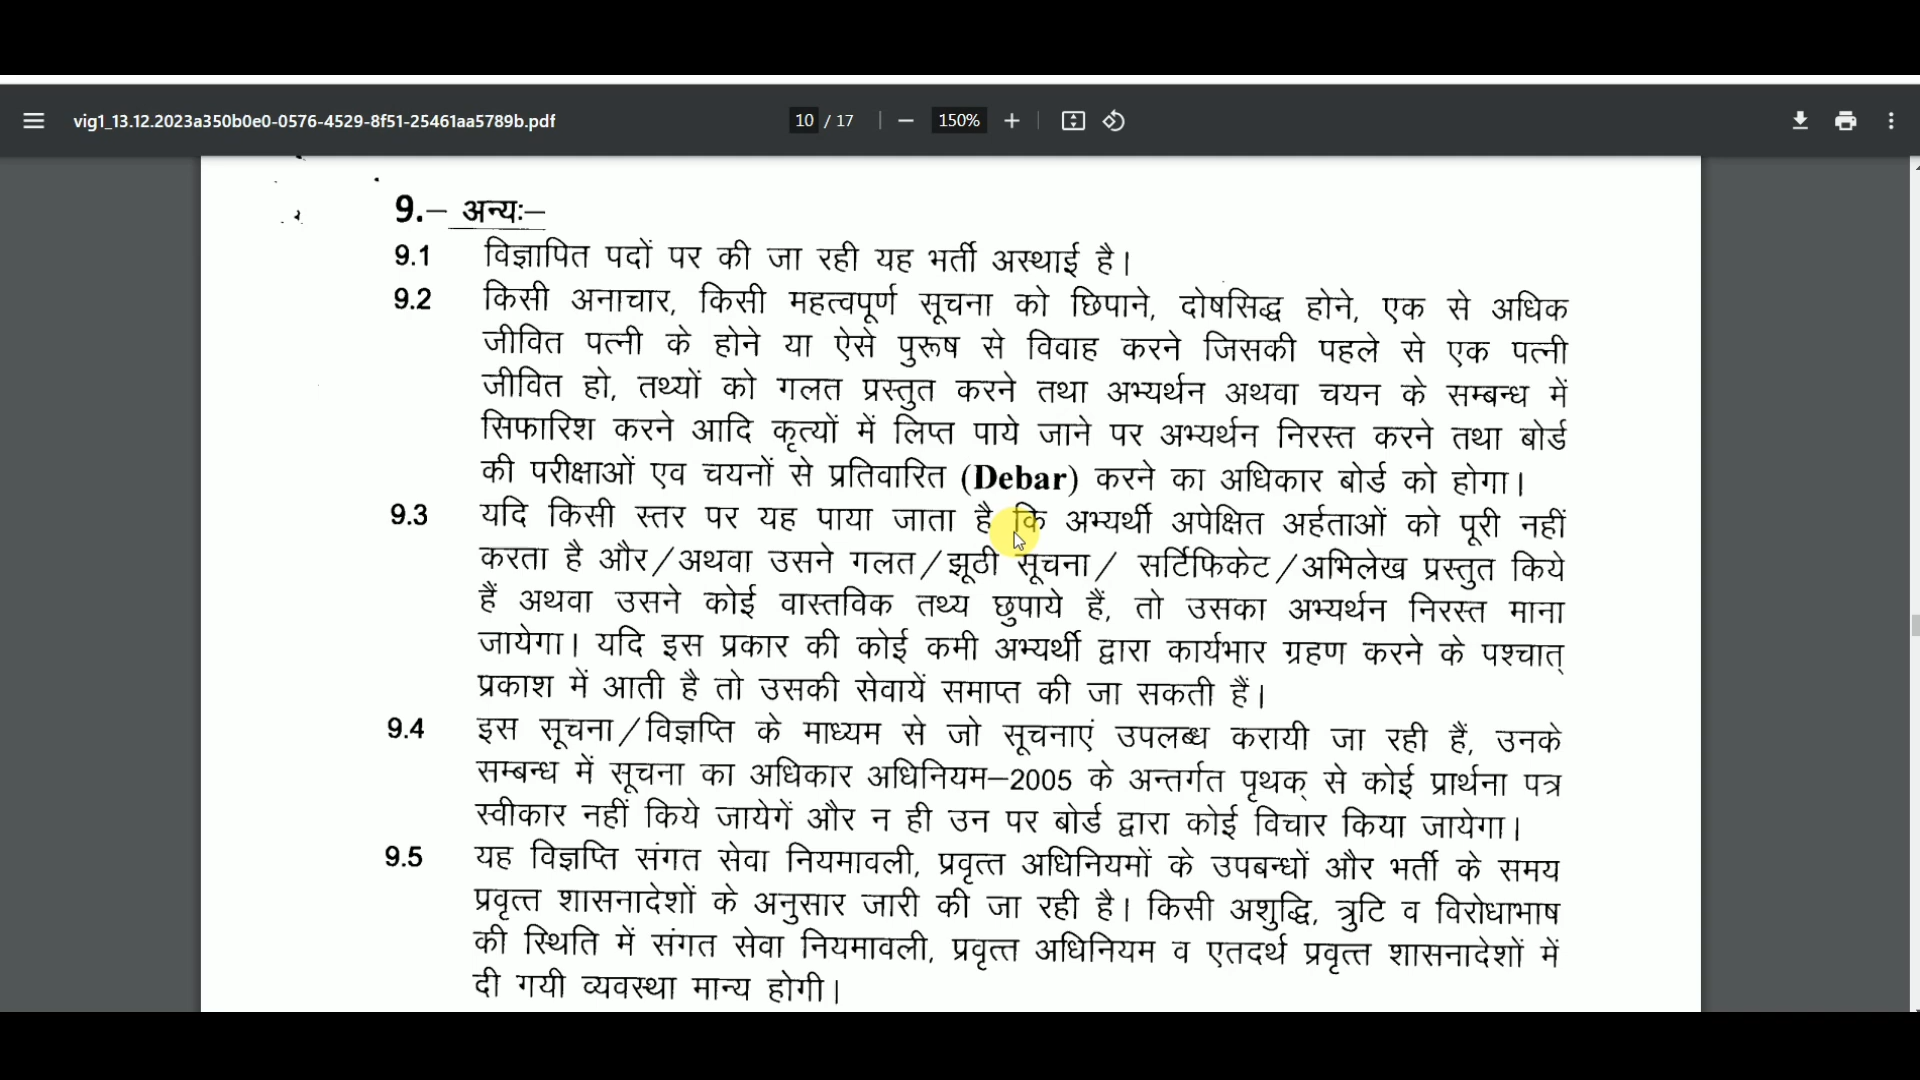 vig1_13.12.2023a350b0e0-0576-4529-8f51-25461aa5789b.pdf 10 / 17 150%
9.– अन्यः–
9.1 विज्ञापित पदों पर की जा रही यह भर्ती अस्थाई है।
9.2 किसी अनाचार, किसी महत्वपूर्ण सूचना को छिपाने, दोषसिद्ध होने, एक से अधिक
जीवित पत्नी के होने या ऐसे पुरूष से विवाह करने जिसकी पहले से एक पत्नी
जीवित हो, तथ्यों को गलत प्रस्तुत करने तथा अभ्यर्थन अथवा चयन के सम्बन्ध में
सिफारिश करने आदि कृत्यों में लिप्त पाये जाने पर अभ्यर्थन निरस्त करने तथा बोर्ड
की परीक्षाओं एव चयनों से प्रतिवारित (Debar) करने का अधिकार बोर्ड को होगा।
9.3 यदि किसी स्तर पर यह पाया जाता है कि अभ्यर्थी अपेक्षित अर्हताओं को पूरी नहीं
करता है और/अथवा उसने गलत/झूठी सूचना/ सर्टिफिकेट/अभिलेख प्रस्तुत किये
हैं अथवा उसने कोई वास्तविक तथ्य छुपाये हैं, तो उसका अभ्यर्थन निरस्त माना
जायेगा। यदि इस प्रकार की कोई कमी अभ्यर्थी द्वारा कार्यभार ग्रहण करने के पश्चात्
प्रकाश में आती है तो उसकी सेवायें समाप्त की जा सकती हैं।
9.4 इस सूचना/विज्ञप्ति के माध्यम से जो सूचनाएं उपलब्ध करायी जा रही हैं, उनके
सम्बन्ध में सूचना का अधिकार अधिनियम–2005 के अन्तर्गत पृथक् से कोई प्रार्थना पत्र
स्वीकार नहीं किये जायेगें और न ही उन पर बोर्ड द्वारा कोई विचार किया जायेगा।
9.5 यह विज्ञप्ति संगत सेवा नियमावली, प्रवृत्त अधिनियमों के उपबन्धों और भर्ती के समय
प्रवृत्त शासनादेशों के अनुसार जारी की जा रही है। किसी अशुद्धि, त्रुटि व विरोधाभाष
की स्थिति में संगत सेवा नियमावली, प्रवृत्त अधिनियम व एतदर्थ प्रवृत्त शासनादेशों में
दी गयी व्यवस्था मान्य होगी।